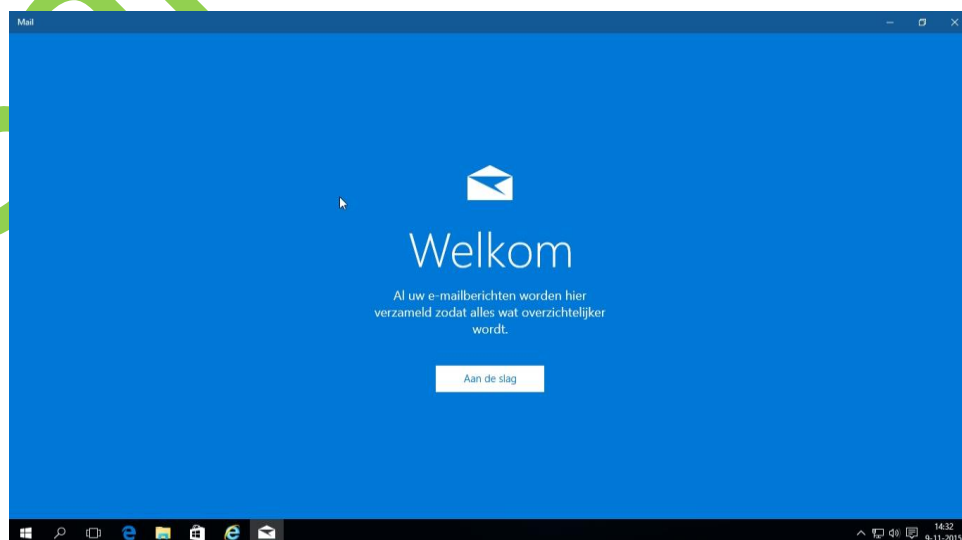 Mail
Welkom
Al uw e-mailberichten worden hier
verzameld zodat alles wat overzichtelijker
wordt.
Aan de slag
14:32
9-11-2015